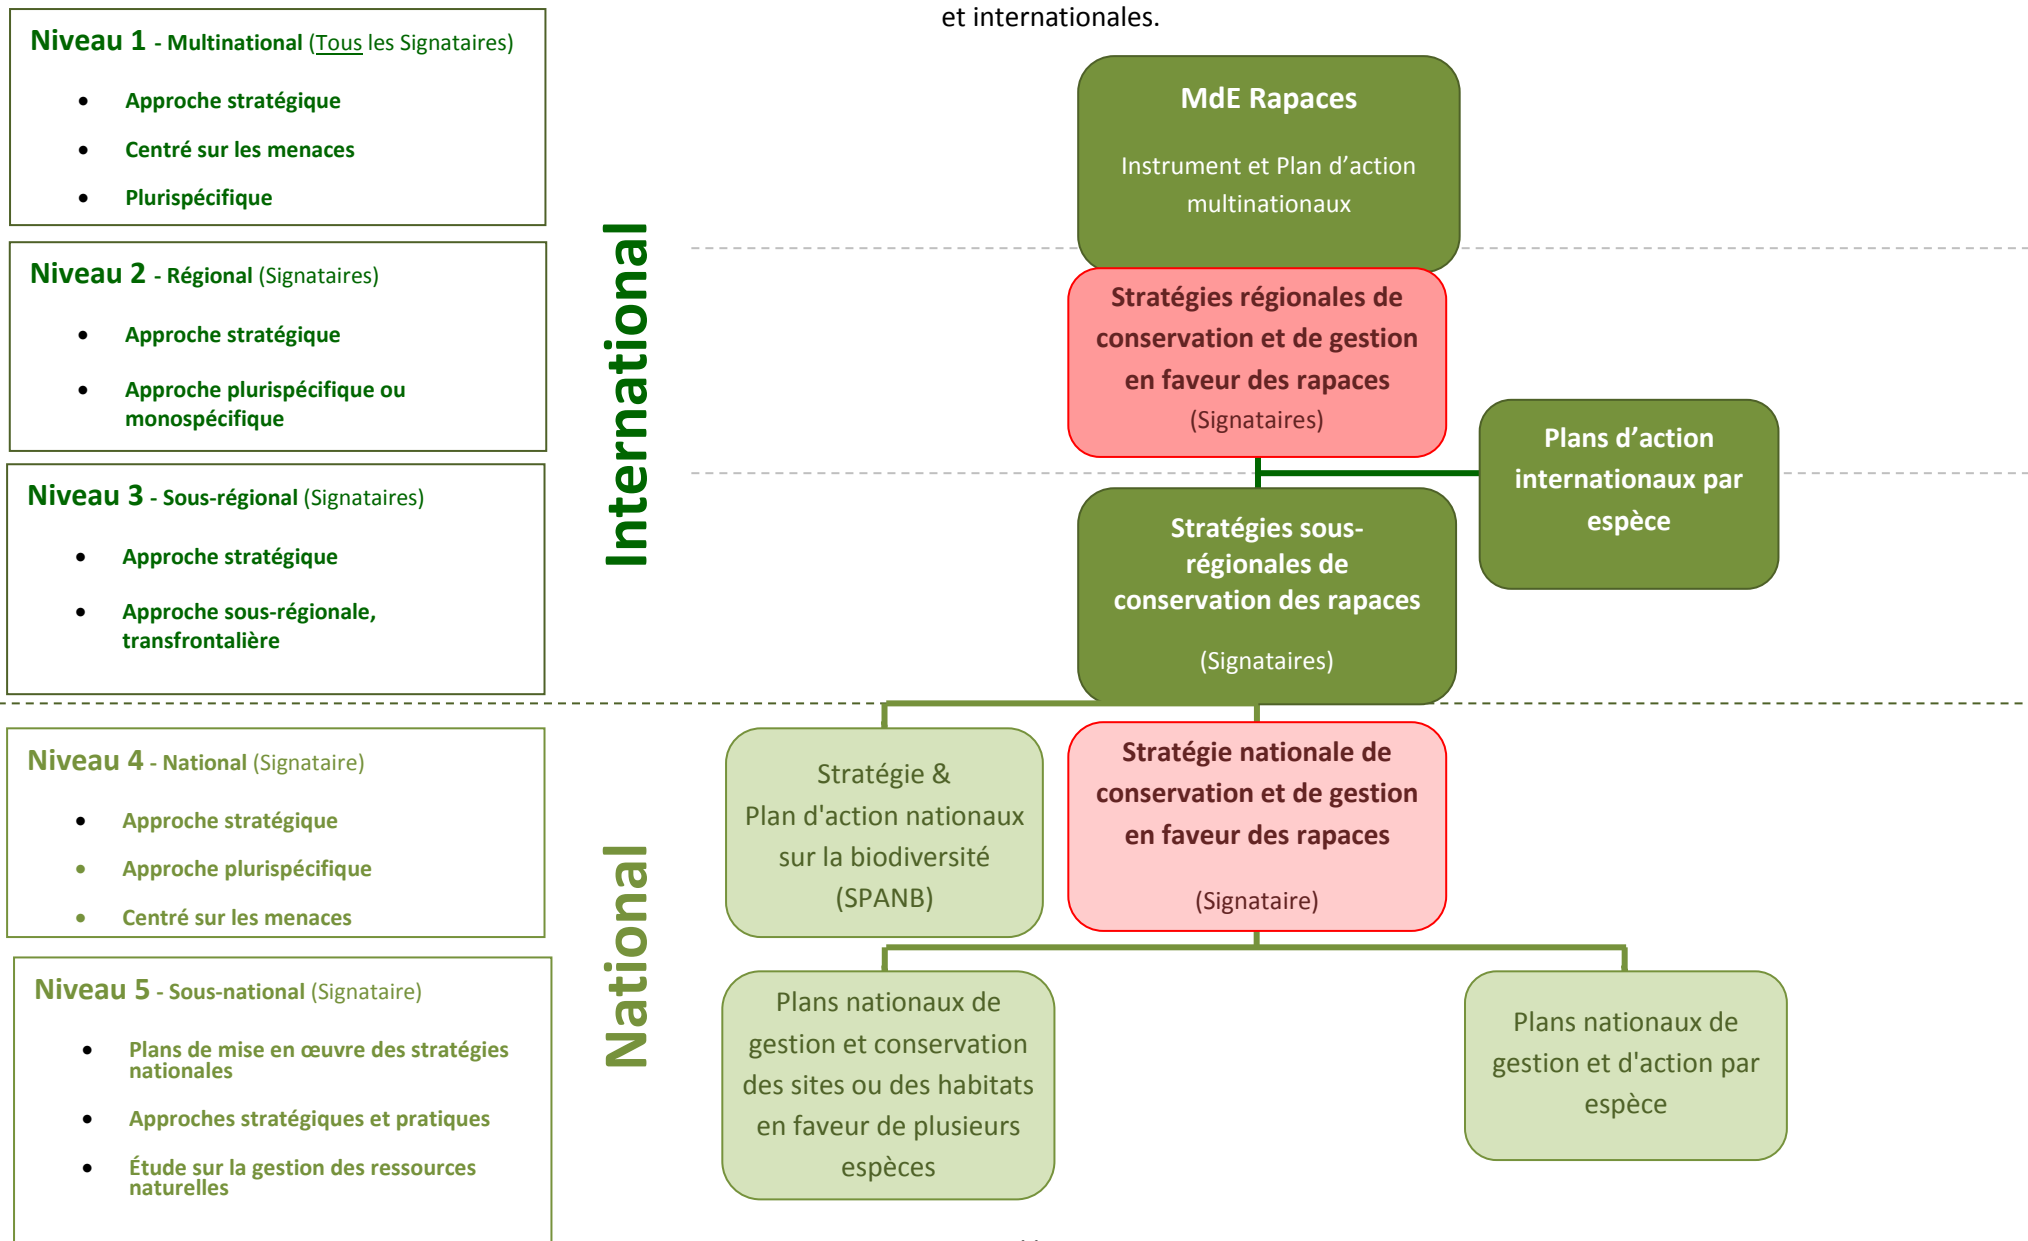 et internationales.
Niveau 1 - Multinational (Tous les Signataires)
• Approche stratégique
• Centré sur les menaces
• Plurispécifique
Niveau 2 - Régional (Signataires)
• Approche stratégique
• Approche plurispécifique ou
monospécifique
Niveau 3 - Sous-régional (Signataires)
• Approche stratégique
• Approche sous-régionale,
transfrontalière
Niveau 4 - National (Signataire)
• Approche stratégique
• Approche plurispécifique
• Centré sur les menaces
Niveau 5 - Sous-national (Signataire)
• Plans de mise en œuvre des stratégies
nationales
• Approches stratégiques et pratiques
• Étude sur la gestion des ressources
naturelles
International
National
MdE Rapaces
Instrument et Plan d’action
multinationaux
Stratégies régionales de
conservation et de gestion
en faveur des rapaces
(Signataires)
Plans d’action
internationaux par
espèce
Stratégies sous-
régionales de
conservation des rapaces
(Signataires)
Stratégie &
Plan d'action nationaux
sur la biodiversité
(SPANB)
Stratégie nationale de
conservation et de gestion
en faveur des rapaces
(Signataire)
Plans nationaux de
gestion et conservation
des sites ou des habitats
en faveur de plusieurs
espèces
Plans nationaux de
gestion et d'action par
espèce